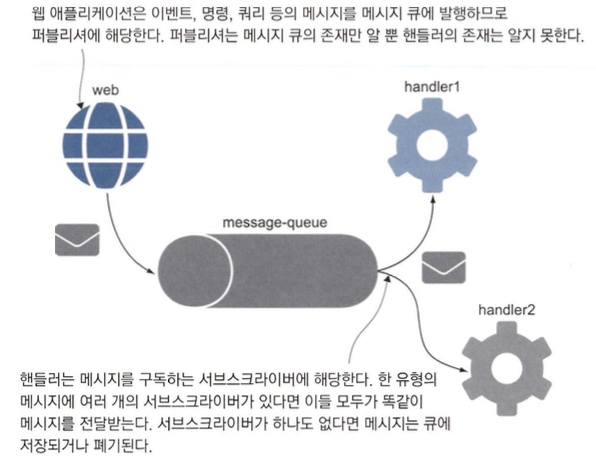 웹 애플리케이션은 이벤트, 명령, 쿼리 등의 메시지를 메시지 큐에 발행하므로
퍼블리셔에 해당한다. 퍼블리셔는 메시지 큐의 존재만 알 뿐 핸들러의 존재는 알지 못한다.
web
handler1
message-queue
handler2
핸들러는 메시지를 구독하는 서브스크라이버에 해당한다. 한 유형의
메시지에 여러 개의 서브스크라이버가 있다면 이들 모두가 똑같이
메시지를 전달받는다. 서브스크라이버가 하나도 없다면 메시지는 큐에
저장되거나 폐기된다.